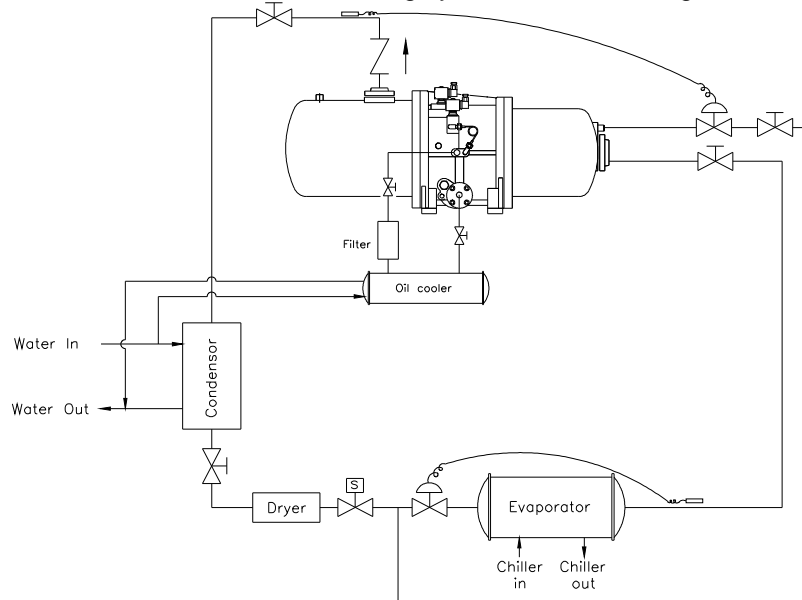 Filter
Oil cooler
Water In
Condensor
Water Out
S
Dryer
Evaporator
Chiller
in
Chiller
out